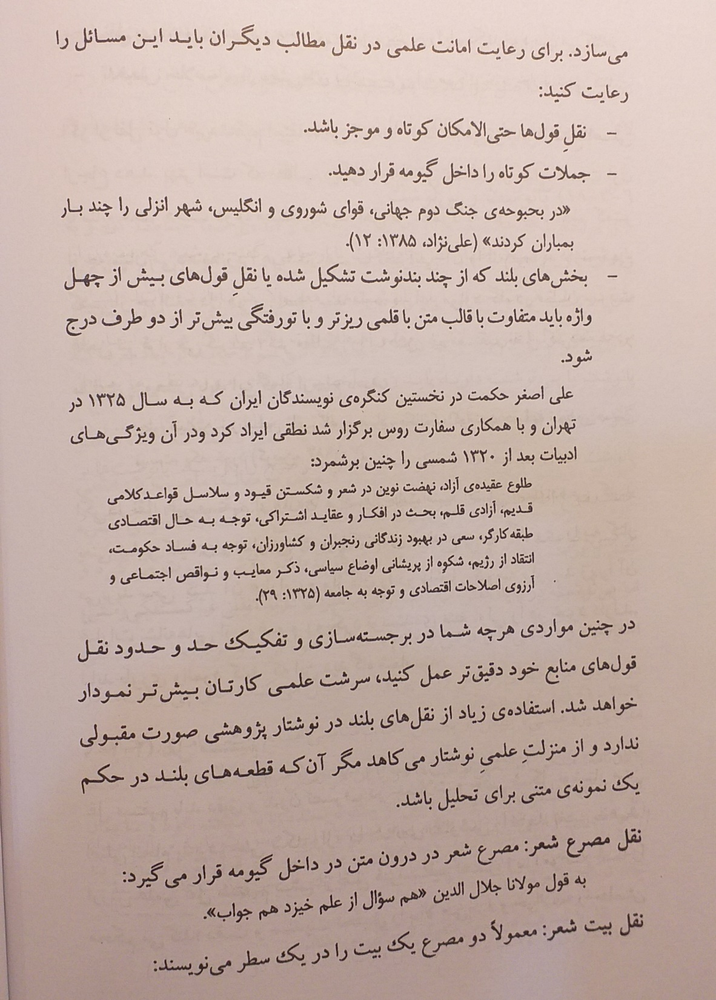 می‌سازد. برای رعایت امانت علمی در نقل مطالب دیگران باید این مسائل را
رعایت کنید:
– نقلِ قول‌ها حتی‌الامکان کوتاه و موجز باشد.
– جملات کوتاه را داخل گیومه قرار دهید.
«در بحبوحه‌ی جنگ دوم جهانی، قوای شوروی و انگلیس، شهر انزلی را چند بار
بمباران کردند» (علی‌نژاد، ۱۳۸۵: ۱۲).
– بخش‌های بلند که از چند بندنوشت تشکیل شده یا نقلِ قول‌های بیش از چهل
واژه باید متفاوت با قالب متن با قلمی ریزتر و با تورفتگی بیش‌تر از دو طرف درج
شود.
علی اصغر حکمت در نخستین کنگره‌ی نویسندگان ایران که به سال ۱۳۲۵ در
تهران و با همکاری سفارت روس برگزار شد نطقی ایراد کرد ودر آن ویژگی‌های
ادبیات بعد از ۱۳۲۰ شمسی را چنین برشمرد:
طلوع عقیده‌ی آزاد، نهضت نوین در شعر و شکستن قیود و سلاسل قواعدکلامی
قدیم، آزادی قلم، بحث در افکار و عقاید اشتراکی، توجه به حال اقتصادی
طبقه‌کارگر، سعی در بهبود زندگانی رنجبران و کشاورزان، توجه به فساد حکومت،
انتقاد از رژیم، شکوِه از پریشانی اوضاع سیاسی، ذکر معایب و نواقص اجتماعی و
آرزوی اصلاحات اقتصادی و توجه به جامعه (۱۳۲۵: ۲۹).
در چنین مواردی هرچه شما در برجسته‌سازی و تفکیک حد و حدود نقل
قول‌های منابع خود دقیق‌تر عمل کنید، سرشت علمی کارتان بیش‌تر نمودار
خواهد شد. استفاده‌ی زیاد از نقل‌های بلند در نوشتار پژوهشی صورت مقبولی
ندارد و از منزلتِ علمیِ نوشتار می‌کاهد مگر آن‌که قطعه‌های بلند در حکم
یک نمونه‌ی متنی برای تحلیل باشد.
نقل مصرع شعر: مصرع شعر در درون متن در داخل گیومه قرار می‌گیرد:
به قول مولانا جلال الدین «هم سؤال از علم خیزد هم جواب».
نقل بیت شعر: معمولاً دو مصرع یک بیت را در یک سطر می‌نویسند: